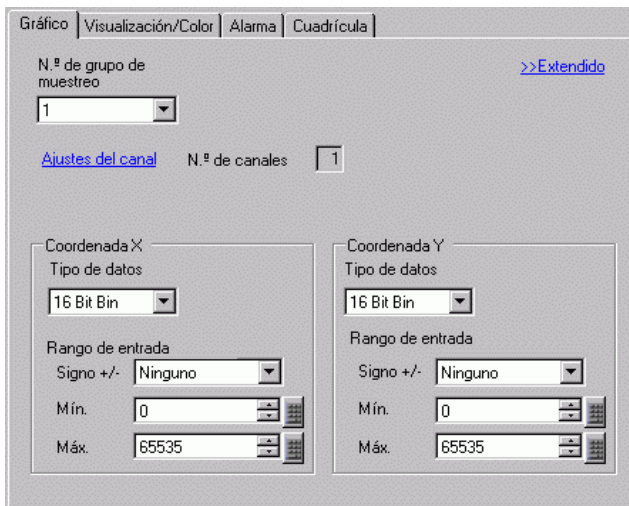 Gráfico Visualización/Color Alarma Cuadrícula
N.º de grupo de
muestreo
>>Extendido
1
Ajustes del canal N.º de canales 1
Coordenada X
Tipo de datos
16 Bit Bin
Rango de entrada
Signo +/- Ninguno
Mín. 0
Máx. 65535
Coordenada Y
Tipo de datos
16 Bit Bin
Rango de entrada
Signo +/- Ninguno
Mín. 0
Máx. 65535